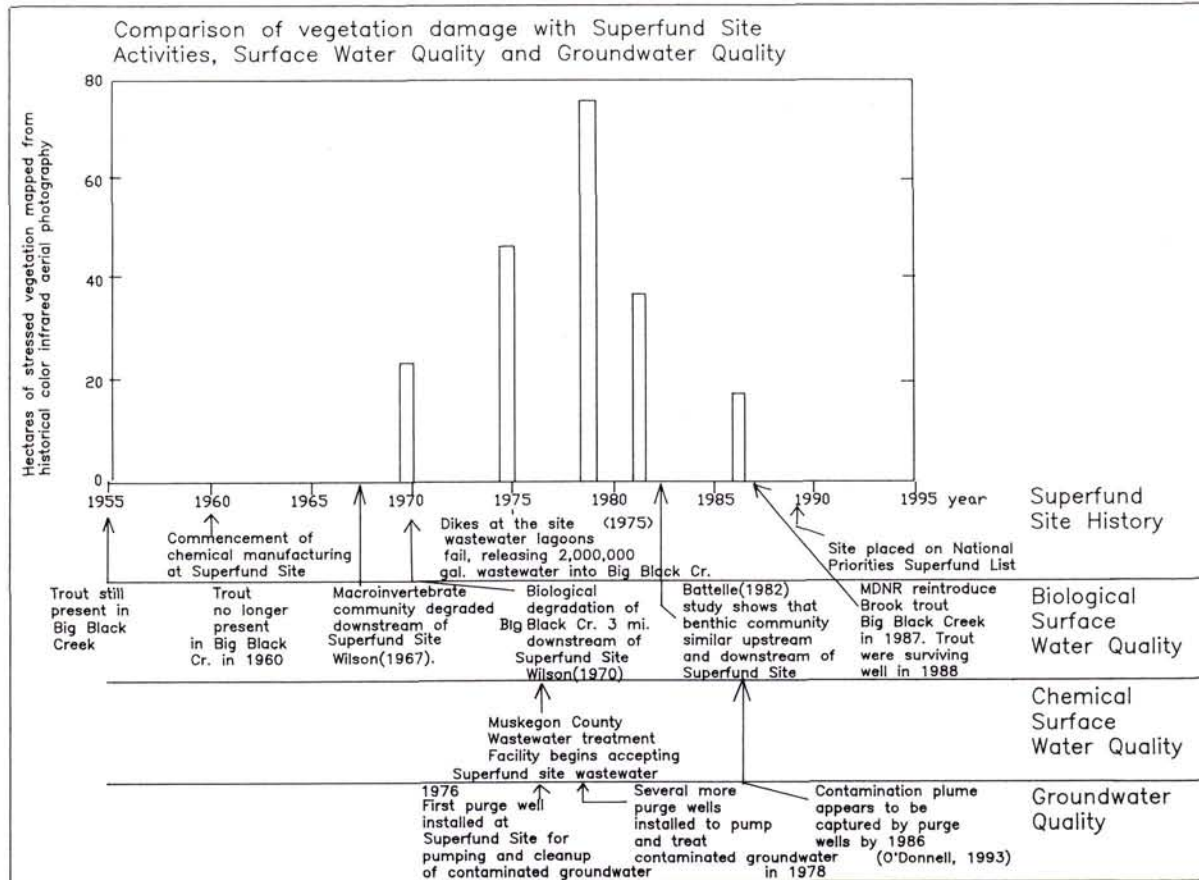 Comparison of vegetation damage with Superfund Site
Activities, Surface Water Quality and Groundwater Quality
Hectares of stressed vegetation mapped from
historical color infrared aerial photography
80
60
40
20
0
1955
1960
1965
1970
1975
1980
1985
1990
1995
year
Superfund
Site History
Commencement of
chemical manufacturing
at Superfund Site
Dikes at the site (1975)
wastewater lagoons
fail, releasing 2,000,000
gal. wastewater into Big Black Cr.
Site placed on National
Priorities Superfund List
Trout still
present in
Big Black
Creek
Trout
no longer
present
in Big Black
Cr. in 1960
Macroinvertebrate
community degraded
downstream of
Superfund Site
Wilson(1967).
Biological
degradation of
Big Black Cr. 3 mi.
downstream of
Superfund Site
Wilson(1970)
Battelle(1982)
study shows that
benthic community
similar upstream
and downstream of
Superfund Site
MDNR reintroduce
Brook trout
Big Black Creek
in 1987. Trout
were surviving
well in 1988
Biological
Surface
Water Quality
Muskegon County
Wastewater treatment
Facility begins accepting
Superfund site wastewater
Chemical
Surface
Water Quality
1976
First purge well
installed at
Superfund Site for
pumping and cleanup
of contaminated groundwater
Several more
purge wells
installed to pump
and treat
contaminated groundwater
in 1978
Contamination plume
appears to be
captured by purge
wells by 1986
(O'Donnell, 1993)
Groundwater
Quality